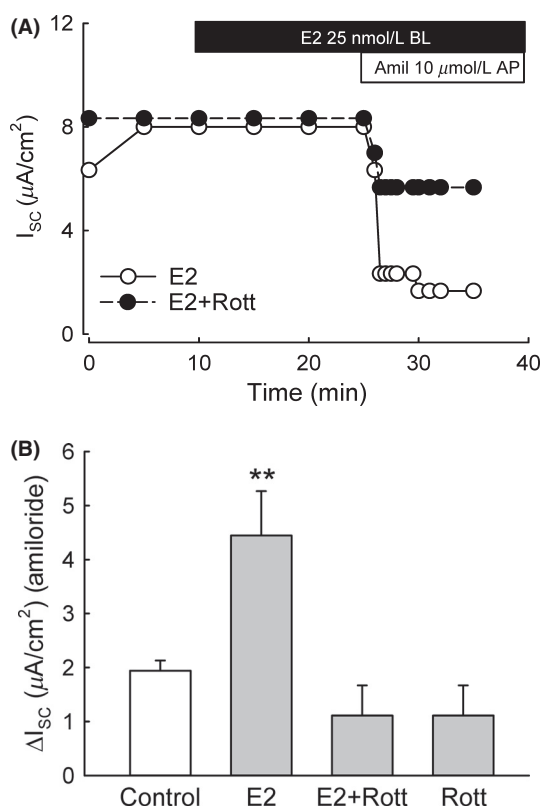 (A)
12
E2 25 nmol/L BL
Amil 10 μmol/L AP
8
I_SC (μA/cm²)
4
E2
E2+Rott
0
0 10 20 30 40
Time (min)
(B)
6
**
5
4
ΔI_SC (μA/cm²) (amiloride)
3
2
1
0
Control E2 E2+Rott Rott